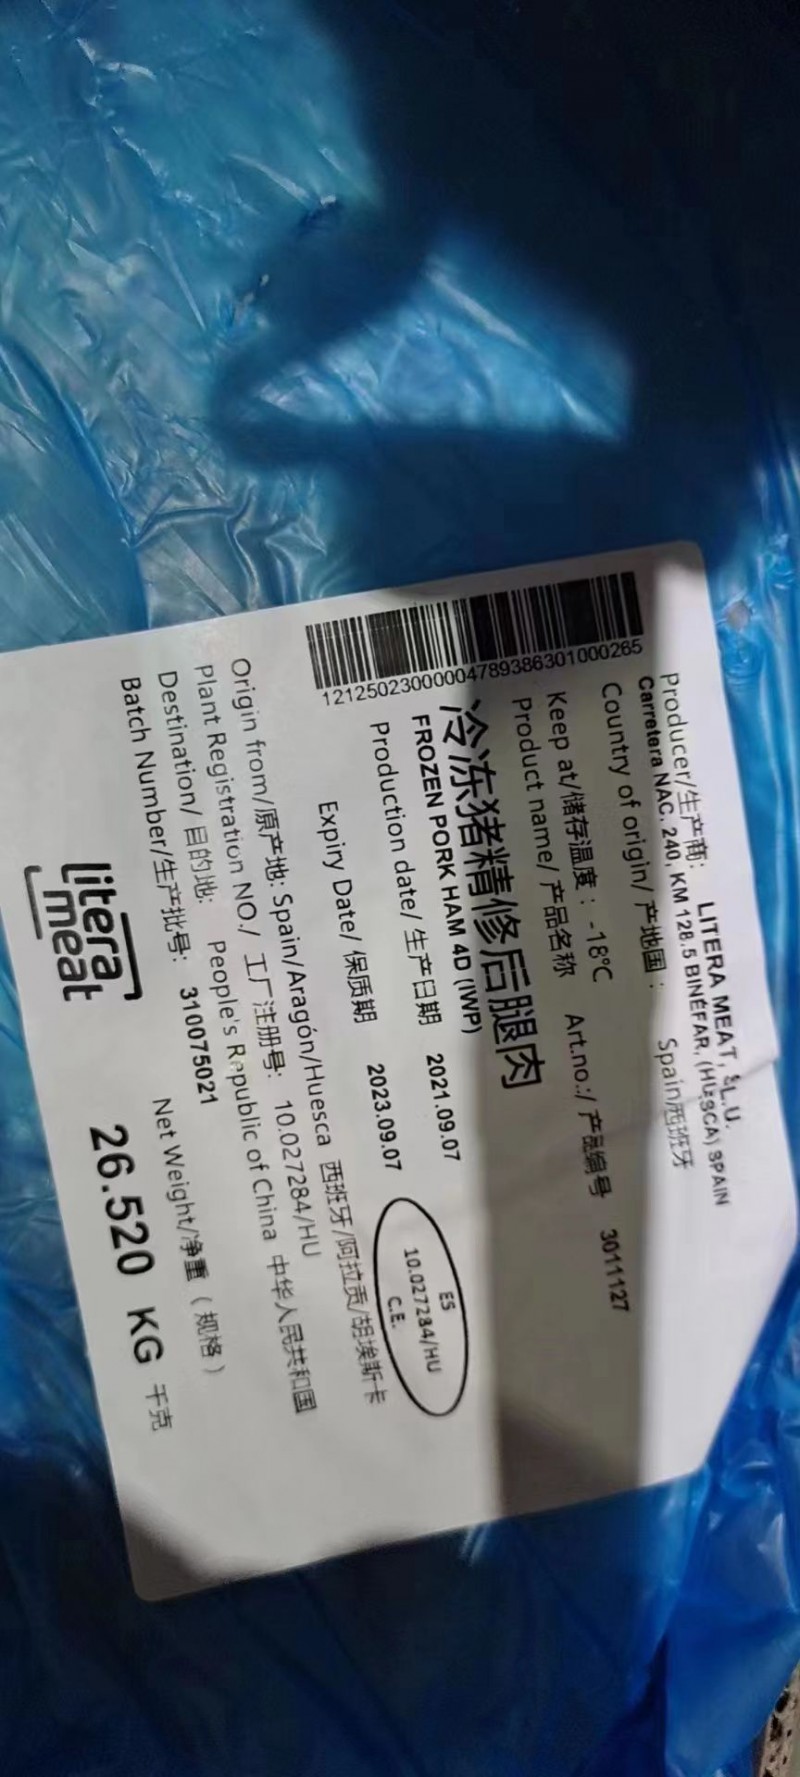 Producer/生产商： LITERA MEAT, S.L.U.
Carretera NAC. 240, KM 128.5 BINÉFAR, (HUESCA) SPAIN
Country of origin/ 产地国： Spain/西班牙
Keep at/储存温度：-18℃
Product name/ 产品名称 Art.no:/ 产品编号 3011127
冷冻猪精修后腿肉
FROZEN PORK HAM 4D (IWP)
Production date/ 生产日期 2021.09.07
Expiry Date/ 保质期 2023.09.07
ES
10.027284/HU
C.E.
12125023000004789386301000265
Origin from/原产地: Spain/Aragón/Huesca 西班牙/阿拉贡/胡埃斯卡
Plant Registration NO./ 工厂注册号: 10.027284/HU
Destination/ 目的地: People's Republic of China 中华人民共和国
Batch Number/生产批号: 310075021
Net Weight/净重（规格）
26.520 KG 千克
litera
meat